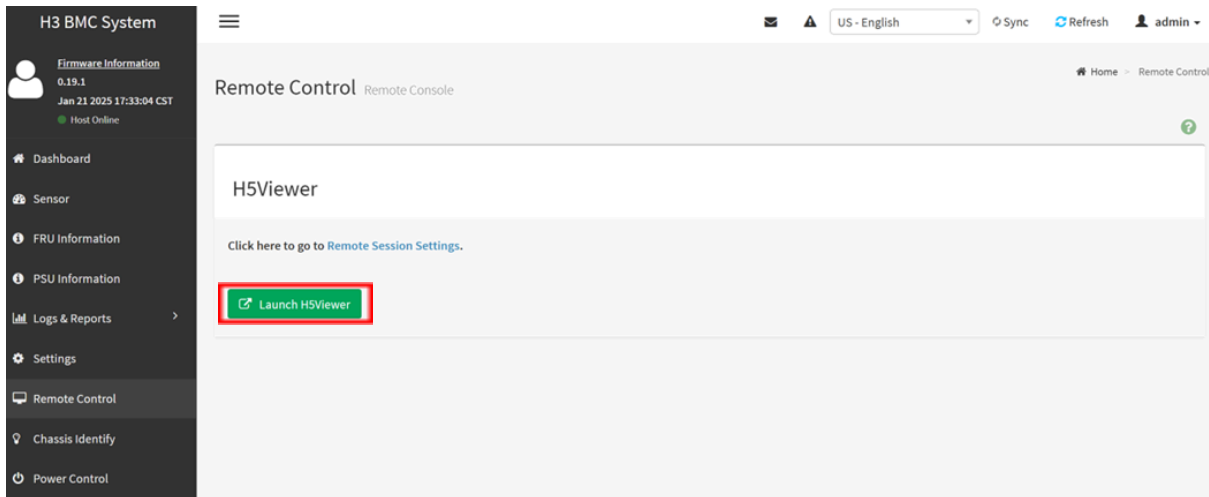 H3 BMC System
Firmware Information
0.19.1
Jan 21 2025 17:33:04 CST
Host Online
Dashboard
Sensor
FRU Information
PSU Information
Logs & Reports
Settings
Remote Control
Chassis Identify
Power Control
US - English
Sync
Refresh
admin
Remote Control Remote Console
Home > Remote Control
H5Viewer
Click here to go to Remote Session Settings.
Launch H5Viewer